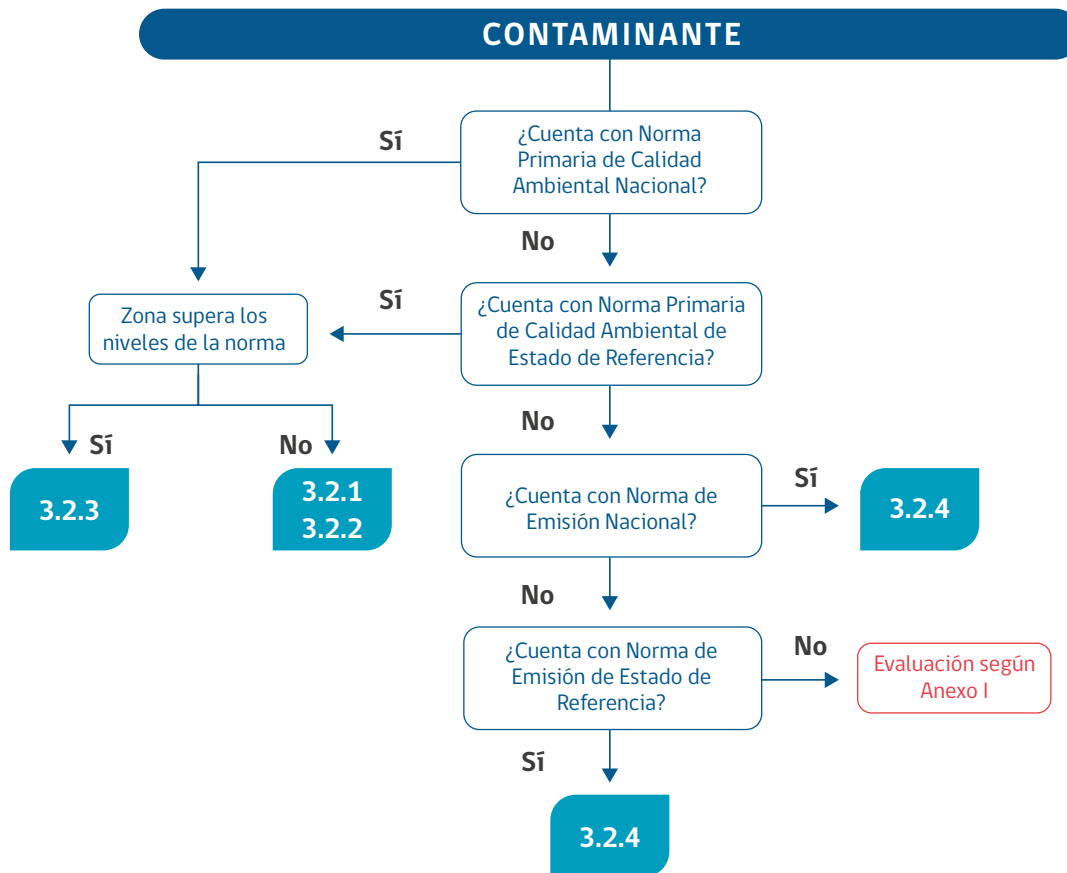 CONTAMINANTE
Sí
¿Cuenta con Norma
Primaria de Calidad
Ambiental Nacional?
No
Zona supera los
niveles de la norma
Sí
¿Cuenta con Norma Primaria
de Calidad Ambiental de
Estado de Referencia?
Sí
No
No
3.2.3
3.2.1
3.2.2
¿Cuenta con Norma de
Emisión Nacional?
Sí
3.2.4
No
¿Cuenta con Norma de
Emisión de Estado de
Referencia?
No
Evaluación según
Anexo I
Sí
3.2.4